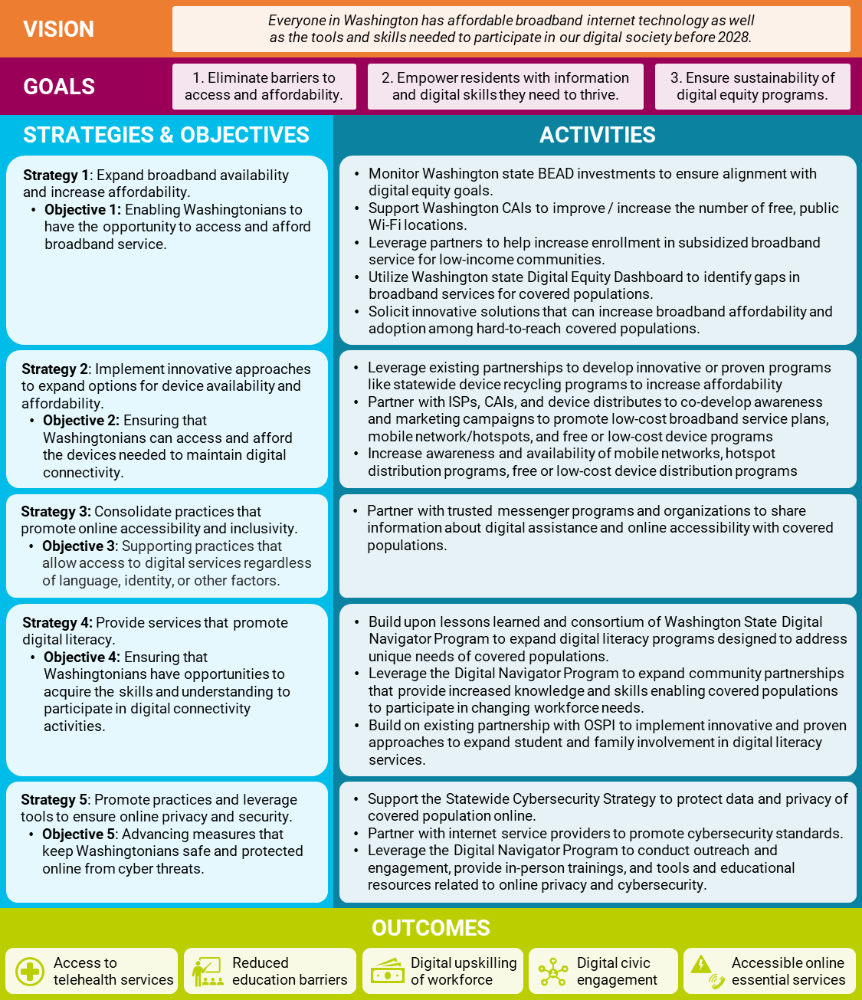 VISION
Everyone in Washington has affordable broadband internet technology as well
as the tools and skills needed to participate in our digital society before 2028.
GOALS
1. Eliminate barriers to
access and affordability.
2. Empower residents with information
and digital skills they need to thrive.
3. Ensure sustainability of
digital equity programs.
STRATEGIES & OBJECTIVES
ACTIVITIES
Strategy 1: Expand broadband availability
and increase affordability.
• Objective 1: Enabling Washingtonians to
have the opportunity to access and afford
broadband service.
• Monitor Washington state BEAD investments to ensure alignment with
digital equity goals.
• Support Washington CAIs to improve / increase the number of free, public
Wi-Fi locations.
• Leverage partners to help increase enrollment in subsidized broadband
service for low-income communities.
• Utilize Washington state Digital Equity Dashboard to identify gaps in
broadband services for covered populations.
• Solicit innovative solutions that can increase broadband affordability and
adoption among hard-to-reach covered populations.
Strategy 2: Implement innovative approaches
to expand options for device availability and
affordability.
• Objective 2: Ensuring that
Washingtonians can access and afford
the devices needed to maintain digital
connectivity.
• Leverage existing partnerships to develop innovative or proven programs
like statewide device recycling programs to increase affordability
• Partner with ISPs, CAIs, and device distributes to co-develop awareness
and marketing campaigns to promote low-cost broadband service plans,
mobile network/hotspots, and free or low-cost device programs
• Increase awareness and availability of mobile networks, hotspot
distribution programs, free or low-cost device distribution programs
Strategy 3: Consolidate practices that
promote online accessibility and inclusivity.
• Objective 3: Supporting practices that
allow access to digital services regardless
of language, identity, or other factors.
• Partner with trusted messenger programs and organizations to share
information about digital assistance and online accessibility with covered
populations.
Strategy 4: Provide services that promote
digital literacy.
• Objective 4: Ensuring that
Washingtonians have opportunities to
acquire the skills and understanding to
participate in digital connectivity
activities.
• Build upon lessons learned and consortium of Washington State Digital
Navigator Program to expand digital literacy programs designed to address
unique needs of covered populations.
• Leverage the Digital Navigator Program to expand community partnerships
that provide increased knowledge and skills enabling covered populations
to participate in changing workforce needs.
• Build on existing partnership with OSPI to implement innovative and proven
approaches to expand student and family involvement in digital literacy
services.
Strategy 5: Promote practices and leverage
tools to ensure online privacy and security.
• Objective 5: Advancing measures that
keep Washingtonians safe and protected
online from cyber threats.
• Support the Statewide Cybersecurity Strategy to protect data and privacy of
covered population online.
• Partner with internet service providers to promote cybersecurity standards.
• Leverage the Digital Navigator Program to conduct outreach and
engagement, provide in-person trainings, and tools and educational
resources related to online privacy and cybersecurity.
OUTCOMES
Access to
telehealth services
Reduced
education barriers
Digital upskilling
of workforce
Digital civic
engagement
Accessible online
essential services